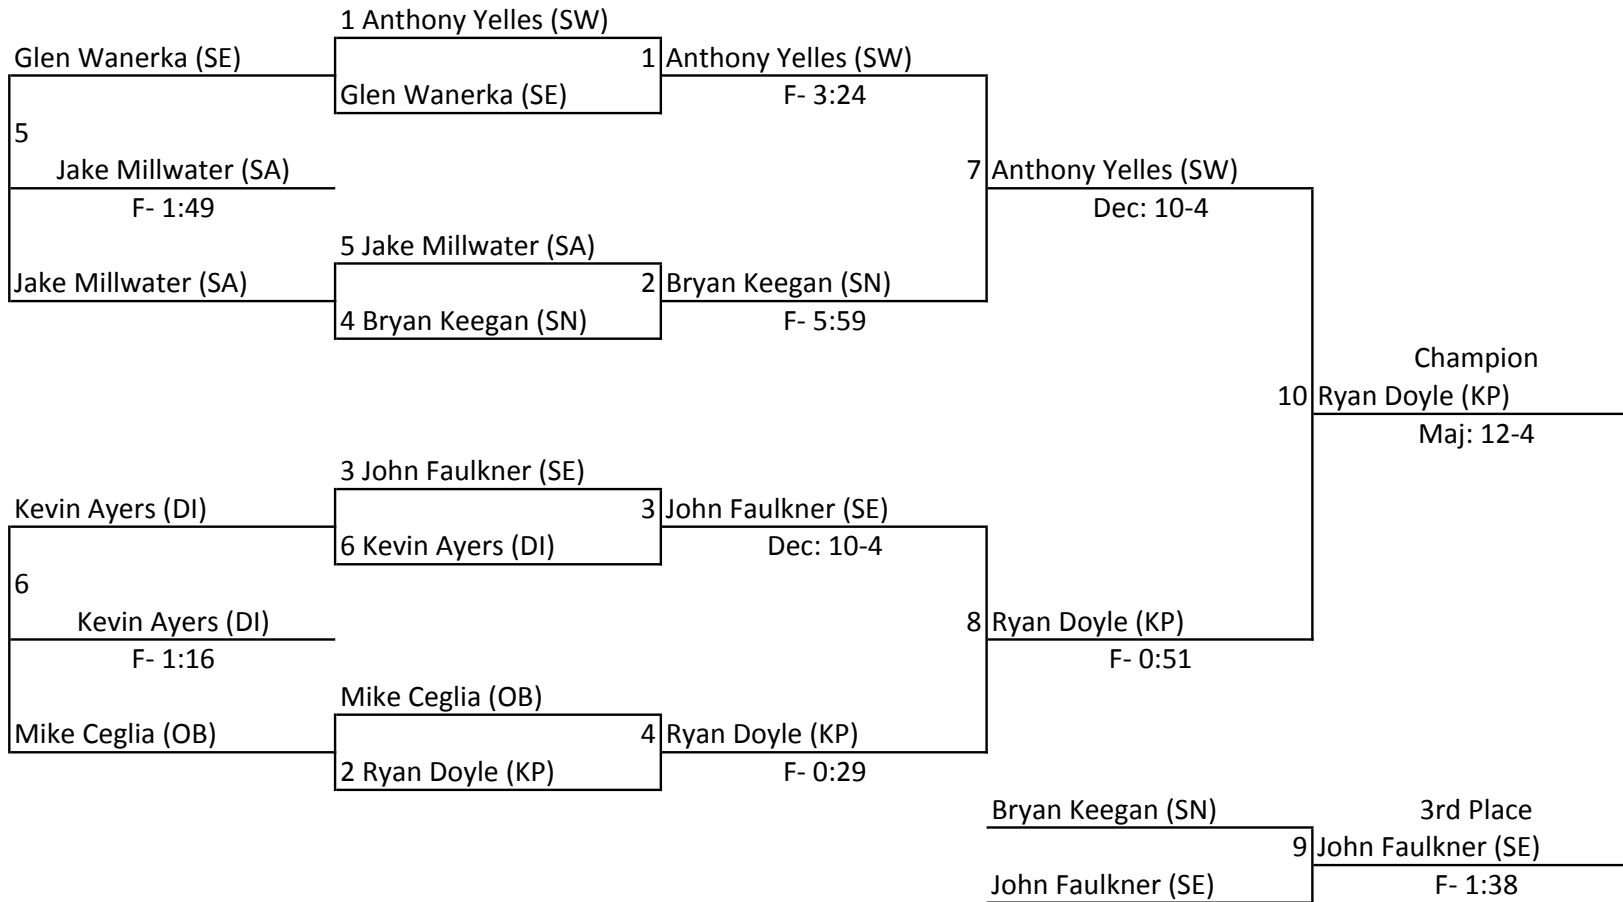 1 Anthony Yelles (SW)
Glen Wanerka (SE)
1 Anthony Yelles (SW)
Glen Wanerka (SE)
F- 3:24
5
Jake Millwater (SA)
7 Anthony Yelles (SW)
F- 1:49
Dec: 10-4
5 Jake Millwater (SA)
Jake Millwater (SA)
2 Bryan Keegan (SN)
4 Bryan Keegan (SN)
F- 5:59
Champion
10 Ryan Doyle (KP)
Maj: 12-4
3 John Faulkner (SE)
Kevin Ayers (DI)
3 John Faulkner (SE)
6 Kevin Ayers (DI)
Dec: 10-4
6
Kevin Ayers (DI)
8 Ryan Doyle (KP)
F- 1:16
F- 0:51
Mike Ceglia (OB)
Mike Ceglia (OB)
4 Ryan Doyle (KP)
2 Ryan Doyle (KP)
F- 0:29
Bryan Keegan (SN)
3rd Place
9 John Faulkner (SE)
John Faulkner (SE)
F- 1:38